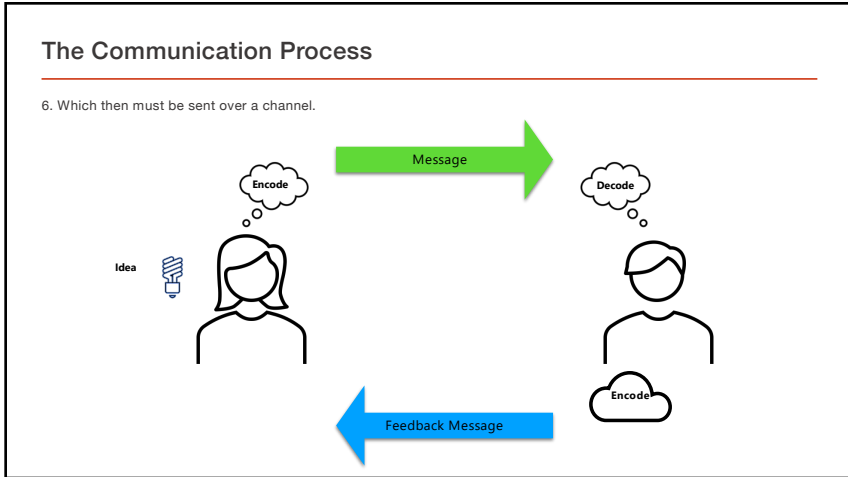 The Communication Process
6. Which then must be sent over a channel.
Message
Encode
Decode
Idea
Encode
Feedback Message